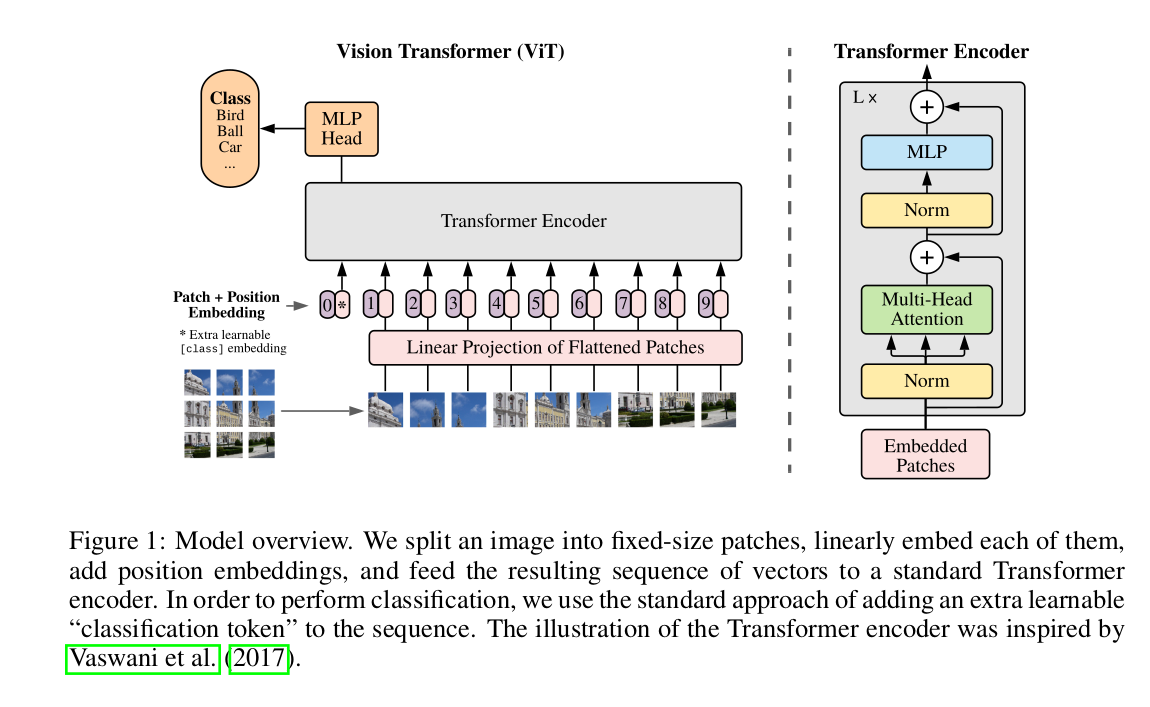 Vision Transformer (ViT)
Class
Bird
Ball
Car
...
MLP
Head
Transformer Encoder
Patch + Position
Embedding
0 * 1 2 3 4 5 6 7 8 9
* Extra learnable
[class] embedding
Linear Projection of Flattened Patches
Transformer Encoder
L ×
+
MLP
Norm
+
Multi-Head
Attention
Norm
Embedded
Patches
Figure 1: Model overview. We split an image into fixed-size patches, linearly embed each of them,
add position embeddings, and feed the resulting sequence of vectors to a standard Transformer
encoder. In order to perform classification, we use the standard approach of adding an extra learnable
“classification token” to the sequence. The illustration of the Transformer encoder was inspired by
Vaswani et al. (2017).